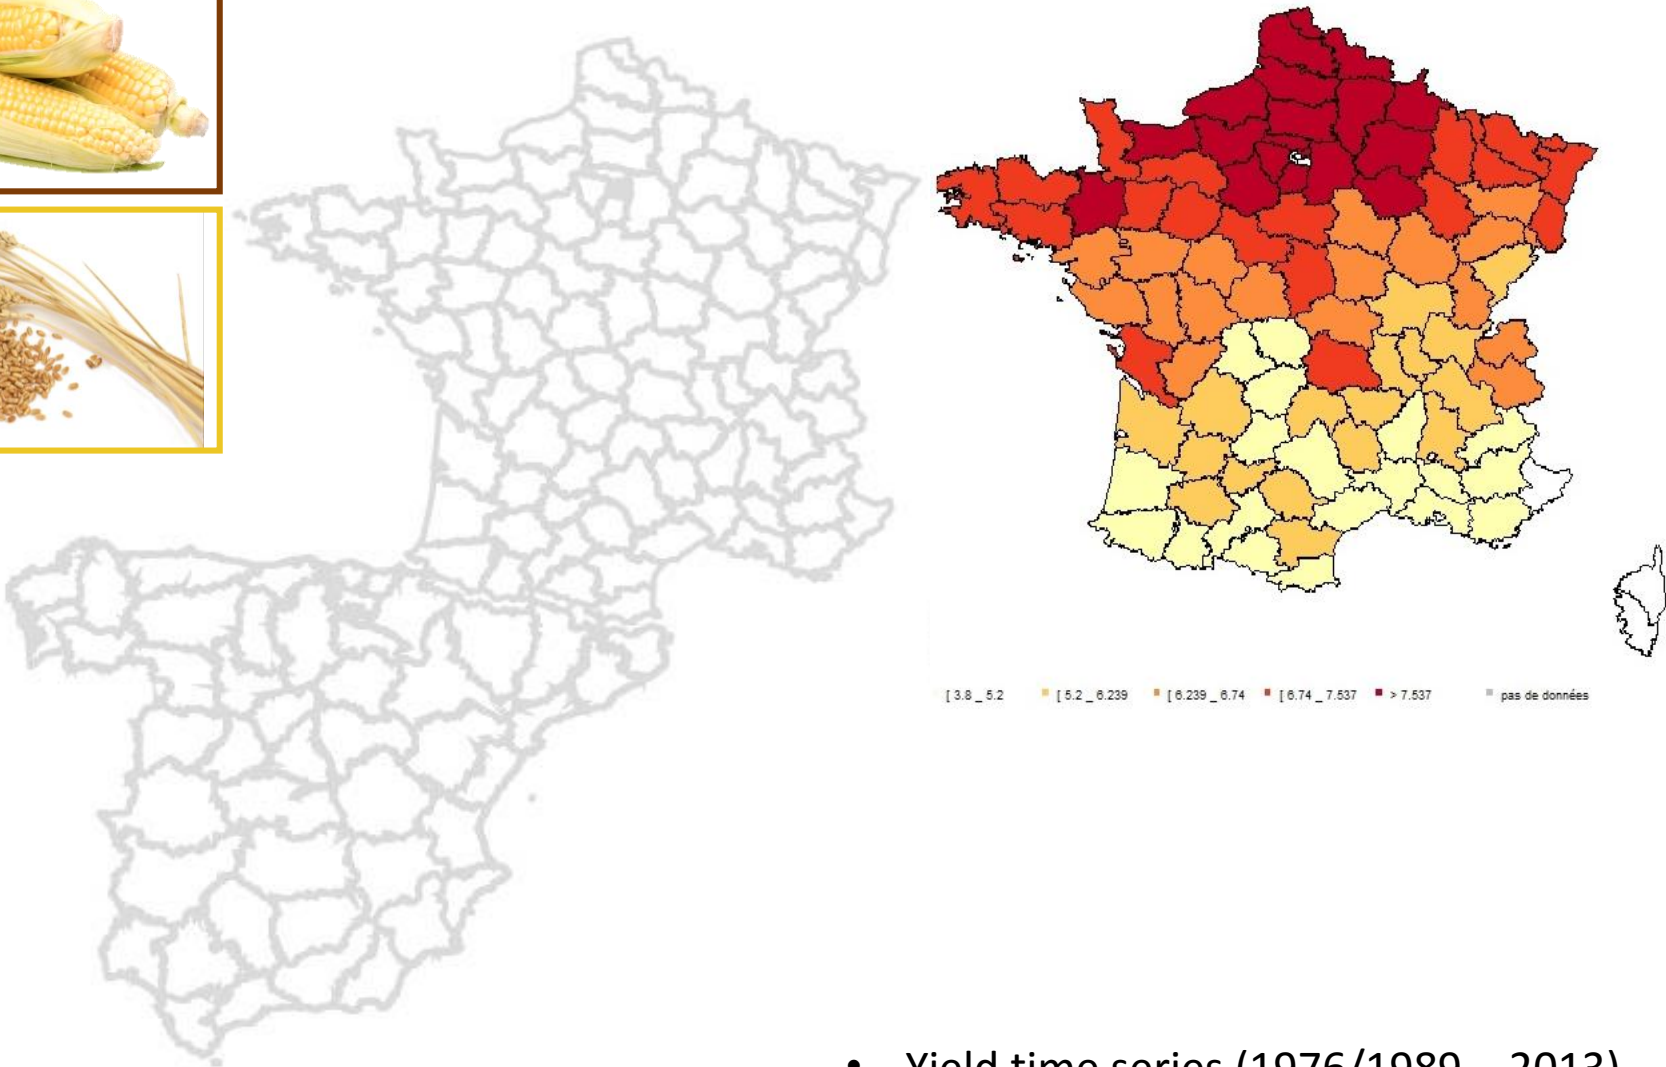 [ 3.8 _ 5.2 [ 5.2 _ 6.239 [ 6.239 _ 6.74 [ 6.74 _ 7.537 > 7.537 pas de données
• Yield time series (1976/1989 – 2013)